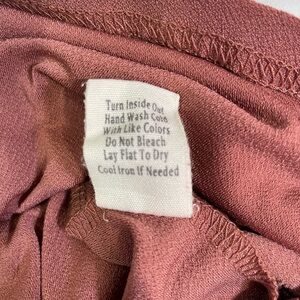 Turn Inside Out
Hand Wash Cold
With Like Colors
Do Not Bleach
Lay Flat To Dry
Cool Iron If Needed